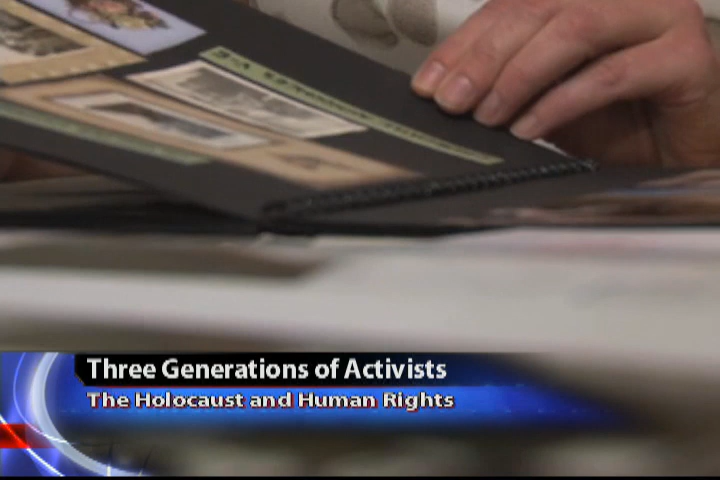 Three Generations of Activists
The Holocaust and Human Rights